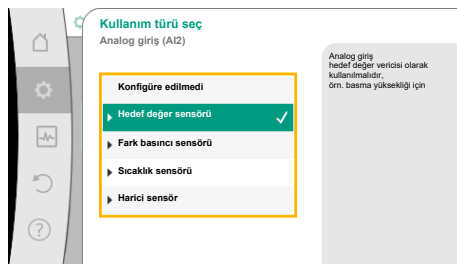 Kullanım türü seç
Analog giriş (AI2)
Konfigüre edilmedi
Hedef değer sensörü
Fark basıncı sensörü
Sıcaklık sensörü
Harici sensör
Analog giriş
hedef değer vericisi olarak
kullanılmalıdır,
örn. basma yüksekliği için
?